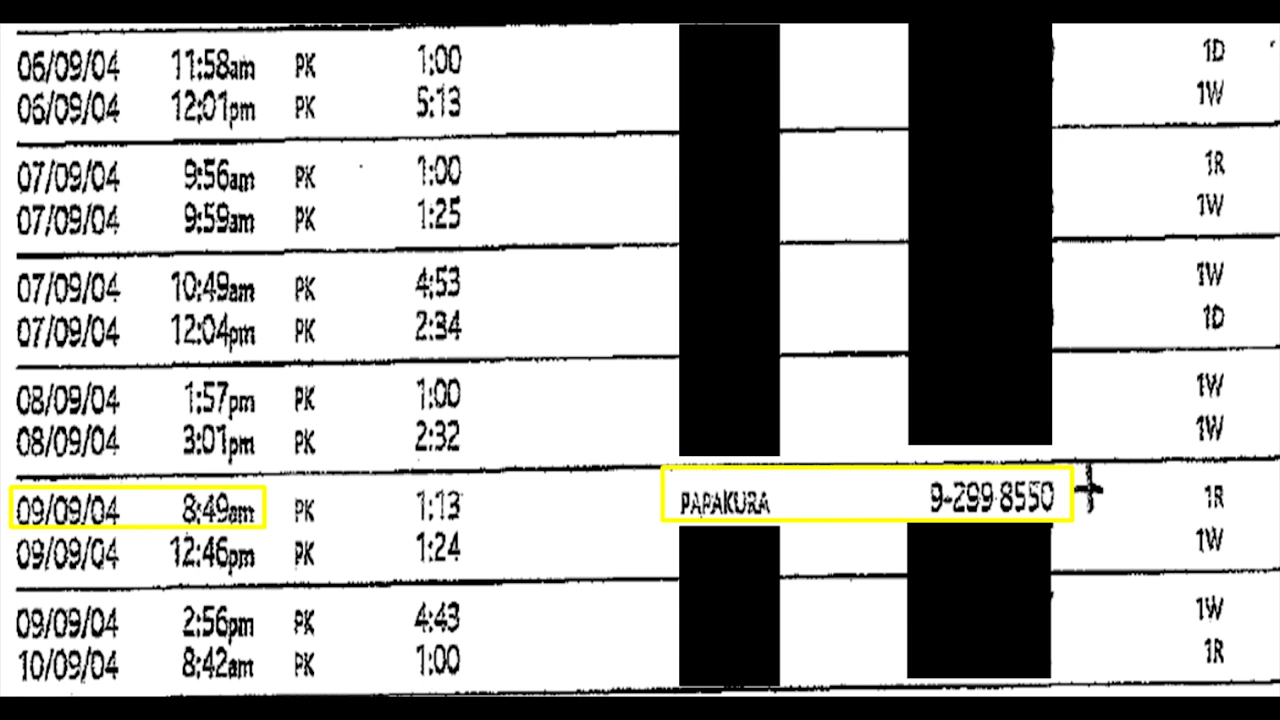 06/09/04 11:58am PK 1:00 1D
06/09/04 12:01pm PK 5:13 1W
07/09/04 9:56am PK 1:00 1R
07/09/04 9:59am PK 1:25 1W
07/09/04 10:49am PK 4:53 1W
07/09/04 12:04pm PK 2:34 1D
08/09/04 1:57pm PK 1:00 1W
08/09/04 3:01pm PK 2:32 1W
09/09/04 8:49am PK 1:13 PAPAKURA 9-299 8550 1R
09/09/04 12:46pm PK 1:24 1W
09/09/04 2:56pm PK 4:43 1W
10/09/04 8:42am PK 1:00 1R